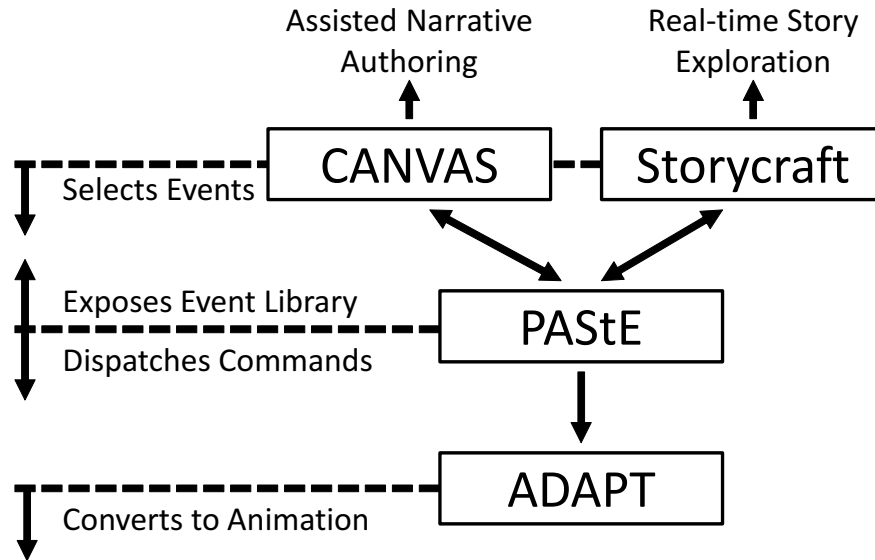 Assisted Narrative
Authoring
Real-time Story
Exploration
CANVAS
Storycraft
Selects Events
Exposes Event Library
PAStE
Dispatches Commands
ADAPT
Converts to Animation